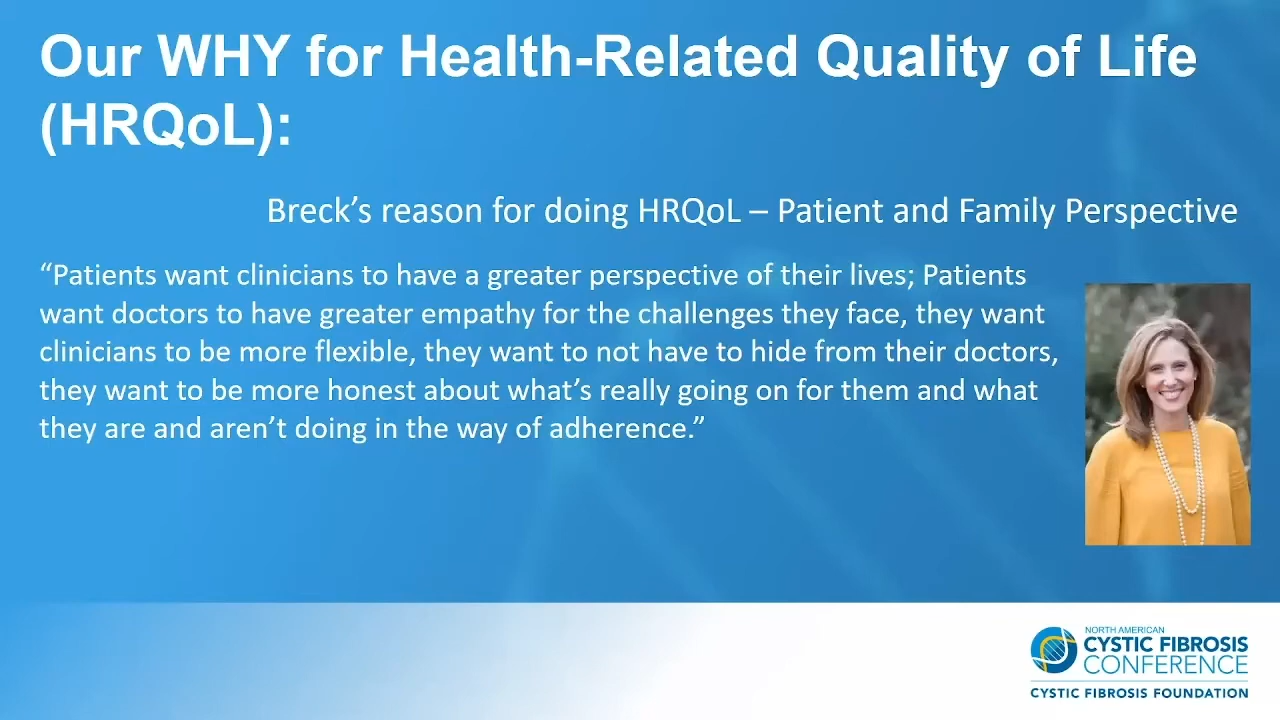 Our WHY for Health-Related Quality of Life
(HRQoL):
Breck’s reason for doing HRQoL – Patient and Family Perspective
“Patients want clinicians to have a greater perspective of their lives; Patients
want doctors to have greater empathy for the challenges they face, they want
clinicians to be more flexible, they want to not have to hide from their doctors,
they want to be more honest about what’s really going on for them and what
they are and aren’t doing in the way of adherence.”
NORTH AMERICAN
CYSTIC FIBROSIS
CONFERENCE
CYSTIC FIBROSIS FOUNDATION